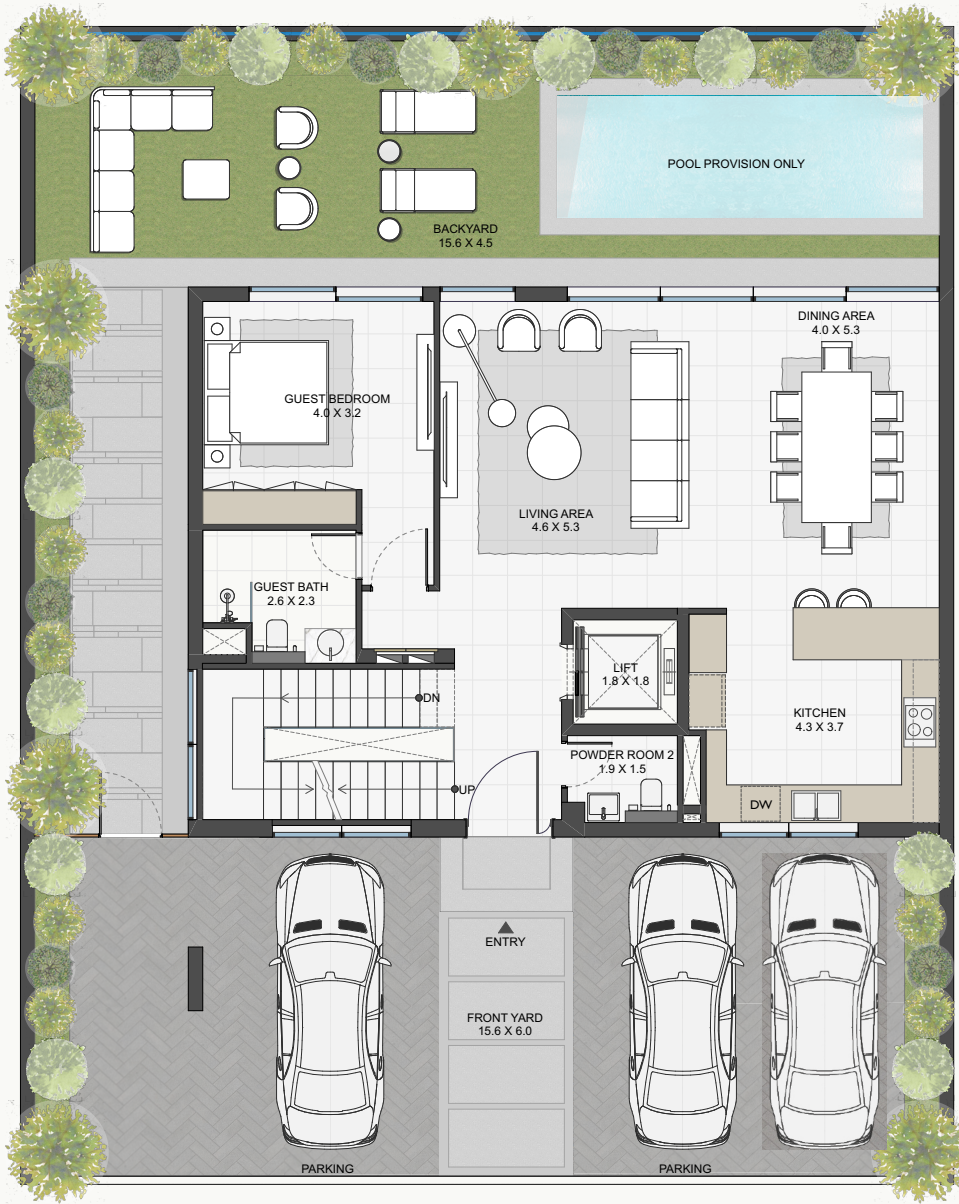 POOL PROVISION ONLY
BACKYARD
15.6 X 4.5
DINING AREA
4.0 X 5.3
GUEST BEDROOM
4.0 X 3.2
LIVING AREA
4.6 X 5.3
GUEST BATH
2.6 X 2.3
LIFT
1.8 X 1.8
DN
KITCHEN
4.3 X 3.7
POWDER ROOM 2
1.9 X 1.5
UP
DW
ENTRY
FRONT YARD
15.6 X 6.0
PARKING
PARKING